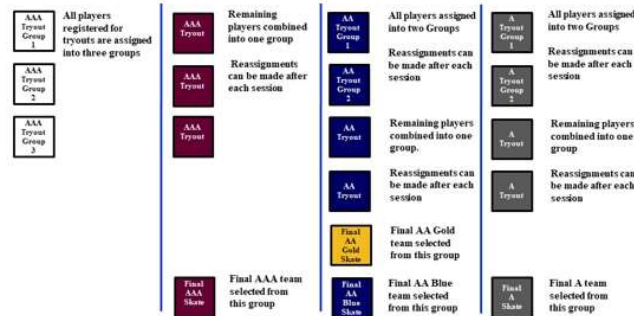 AAA
Tryout
Group
1
All players
registered for
tryouts are assigned
into three groups
AAA
Tryout
Group
2
AAA
Tryout
Group
3
AAA
Tryout
Remaining
players combined
into one group
AAA
Tryout
Reassignments
can be made after
each session
AAA
Tryout
Final
AAA
Skate
Final AAA team
selected from
this group
AA
Tryout
Group
1
All players assigned
into two Groups
Reassignments can
be made after each
session
AA
Tryout
Group
2
AA
Tryout
Remaining players
combined into one
group.
AA
Tryout
Reassignments can
be made after each
session
Final
AA
Gold
Skate
Final AA Gold
team selected
from this group
Final
AA
Blue
Skate
Final AA Blue
team selected
from this group
A
Tryout
Group
1
All players assigned
into two Groups
Reassignments can
be made after each
session
A
Tryout
Group
2
A
Tryout
Remaining players
combined into one
group
A
Tryout
Reassignments can
be made after each
session
Final
A
Skate
Final A team
selected from
this group